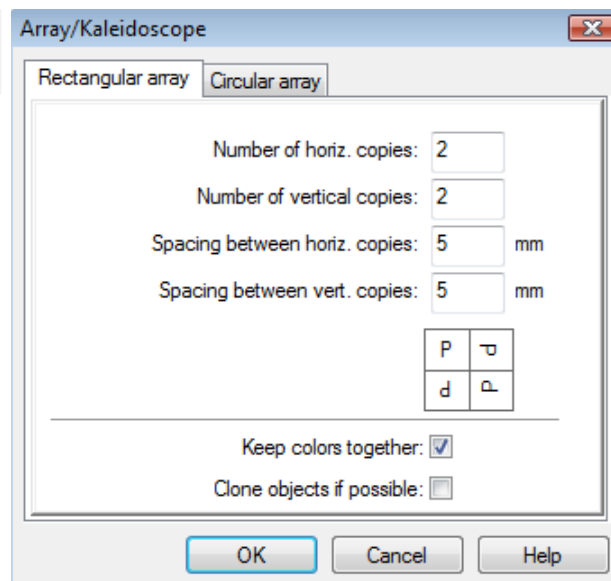 Array/Kaleidoscope
Rectangular array Circular array
Number of horiz. copies: 2
Number of vertical copies: 2
Spacing between horiz. copies: 5 mm
Spacing between vert. copies: 5 mm
P P
P P
Keep colors together:
Clone objects if possible:
OK Cancel Help